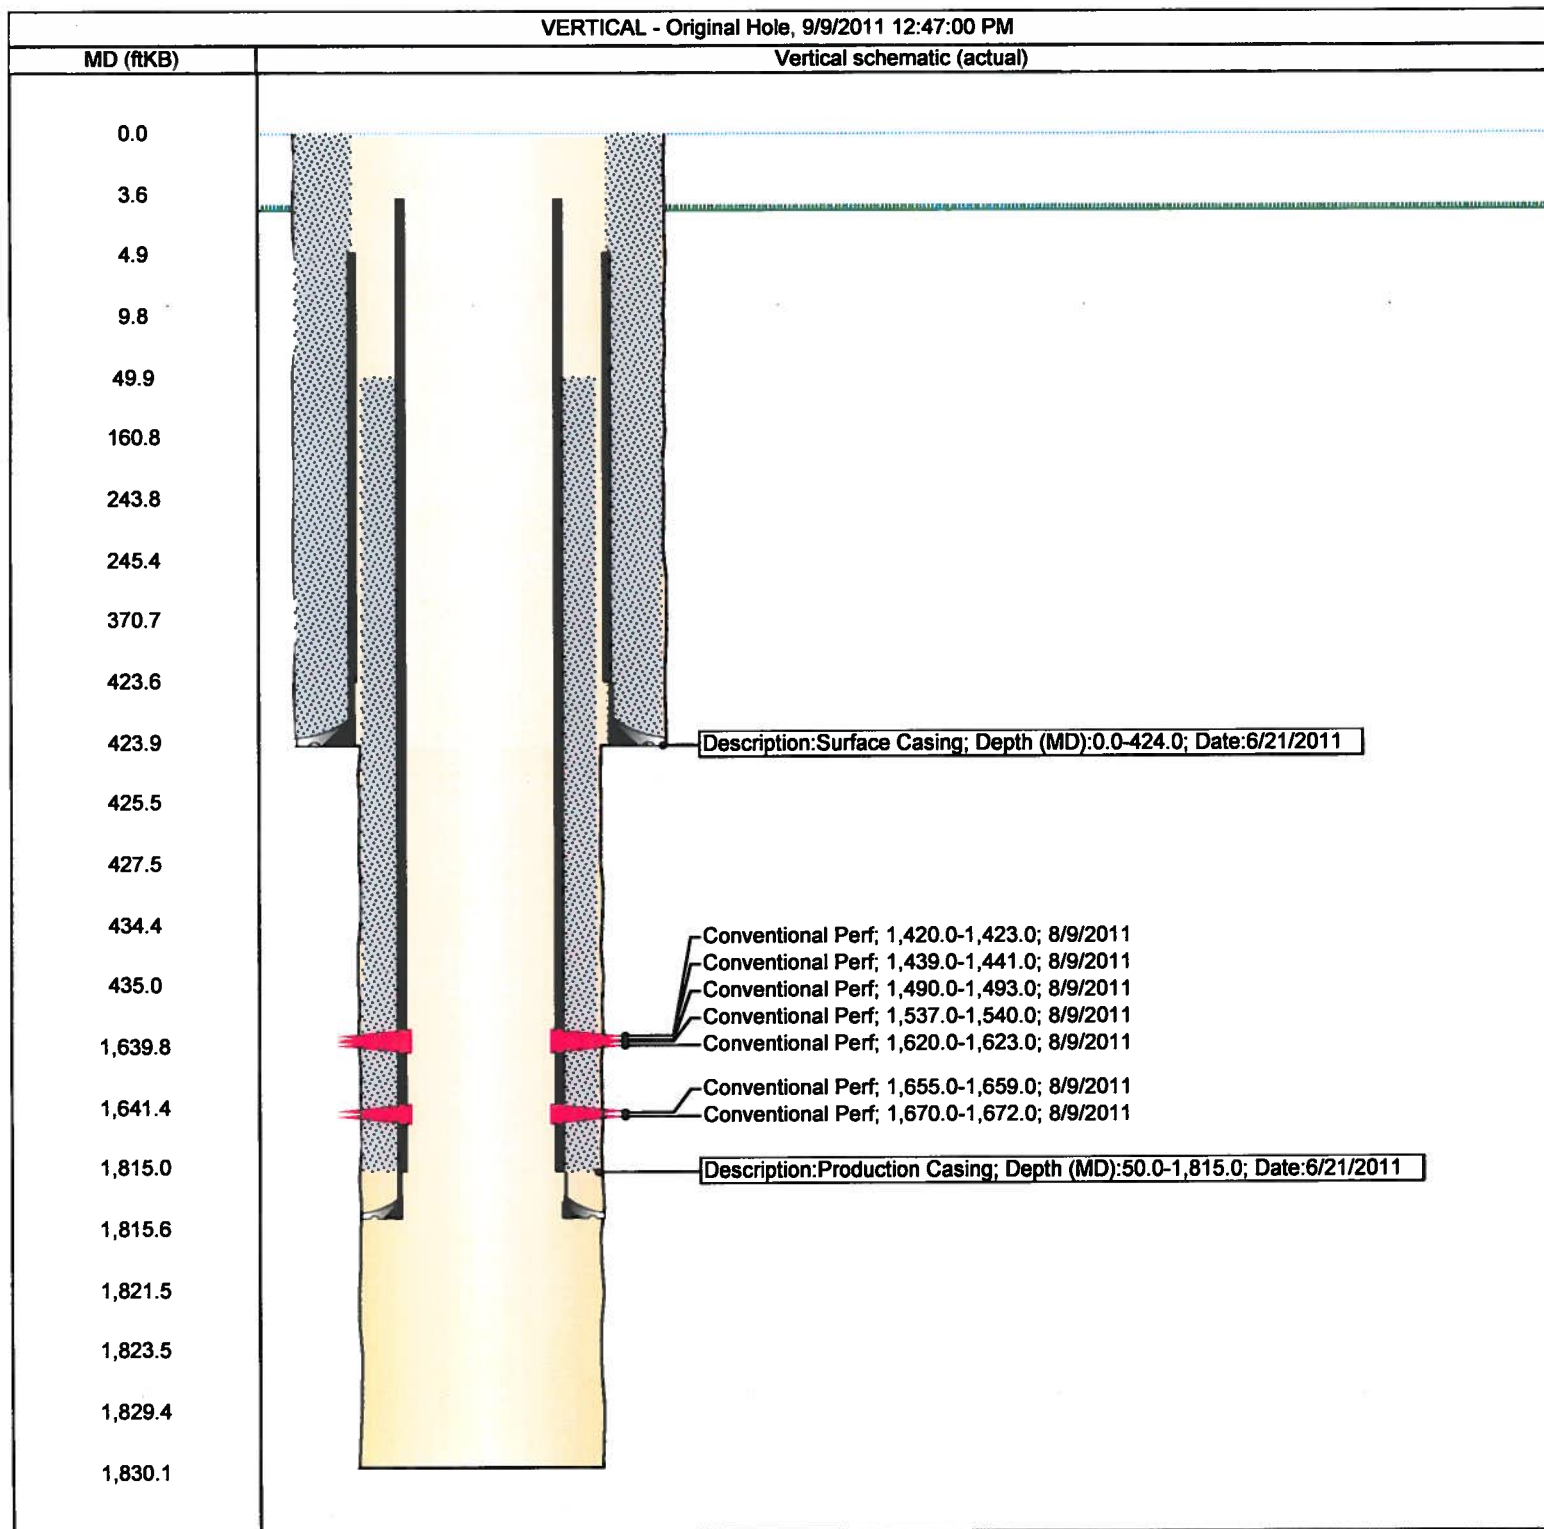 VERTICAL - Original Hole, 9/9/2011 12:47:00 PM
MD (ftKB)
Vertical schematic (actual)
0.0
3.6
4.9
9.8
49.9
160.8
243.8
245.4
370.7
423.6
423.9
Description:Surface Casing; Depth (MD):0.0-424.0; Date:6/21/2011
425.5
427.5
434.4
Conventional Perf; 1,420.0-1,423.0; 8/9/2011
Conventional Perf; 1,439.0-1,441.0; 8/9/2011
435.0
Conventional Perf; 1,490.0-1,493.0; 8/9/2011
Conventional Perf; 1,537.0-1,540.0; 8/9/2011
1,639.8
Conventional Perf; 1,620.0-1,623.0; 8/9/2011
Conventional Perf; 1,655.0-1,659.0; 8/9/2011
1,641.4
Conventional Perf; 1,670.0-1,672.0; 8/9/2011
1,815.0
Description:Production Casing; Depth (MD):50.0-1,815.0; Date:6/21/2011
1,815.6
1,821.5
1,823.5
1,829.4
1,830.1